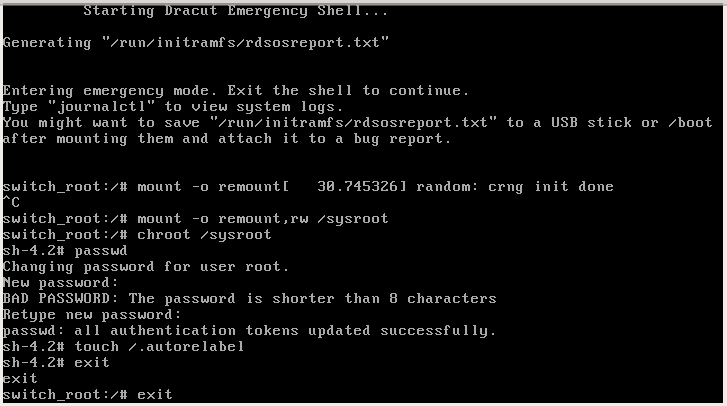 Starting Dracut Emergency Shell...
Generating "/run/initramfs/rdsosreport.txt"
Entering emergency mode. Exit the shell to continue.
Type "journalctl" to view system logs.
You might want to save "/run/initramfs/rdsosreport.txt" to a USB stick or /boot
after mounting them and attach it to a bug report.
switch_root:/# mount -o remount[   30.745326] random: crng init done
^C
switch_root:/# mount -o remount,rw /sysroot
switch_root:/# chroot /sysroot
sh-4.2# passwd
Changing password for user root.
New password:
BAD PASSWORD: The password is shorter than 8 characters
Retype new password:
passwd: all authentication tokens updated successfully.
sh-4.2# touch /.autorelabel
sh-4.2# exit
exit
switch_root:/# exit